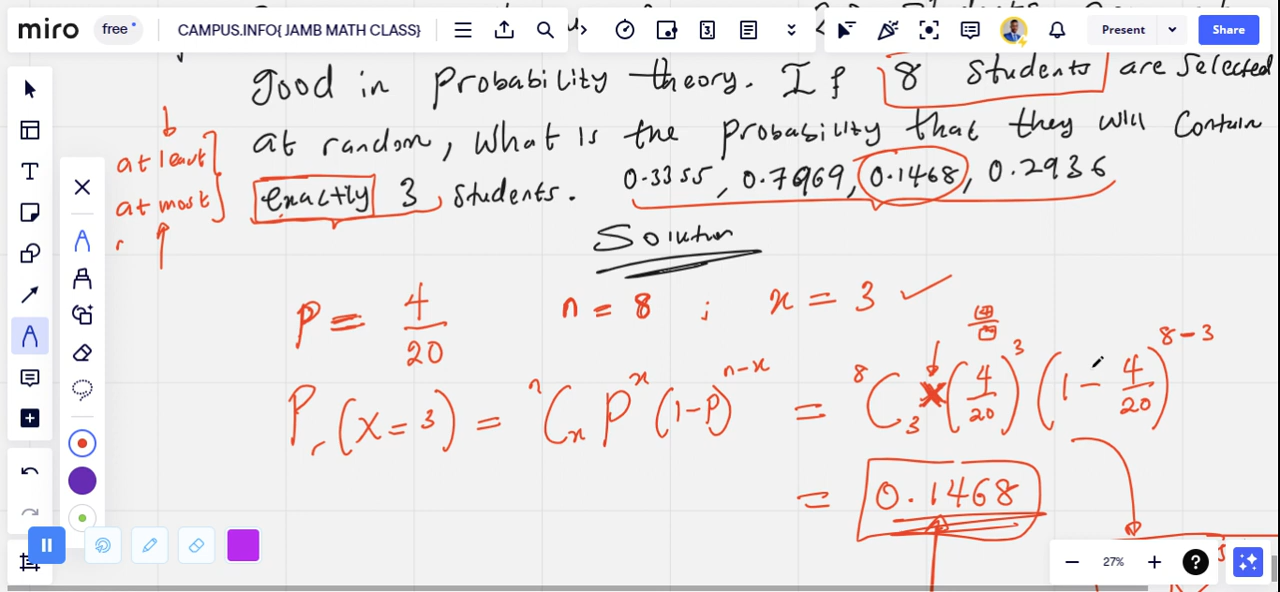 miro free CAMPUS.INFO{ JAMB MATH CLASS} Present Share
good in probability theory. If 8 students are selected
at random, what is the probability that they will contain
exactly 3 students. 0.3355, 0.7969, 0.1468, 0.2936
at least
at most
Solution
P = 4/20 n = 8 ; x = 3 ✓
Pr (X = 3) = ⁿCₓ Pˣ (1-P)ⁿ⁻ˣ = ⁸C₃ (4/20)³ (1 - 4/20)⁸⁻³
= 0.1468
27%